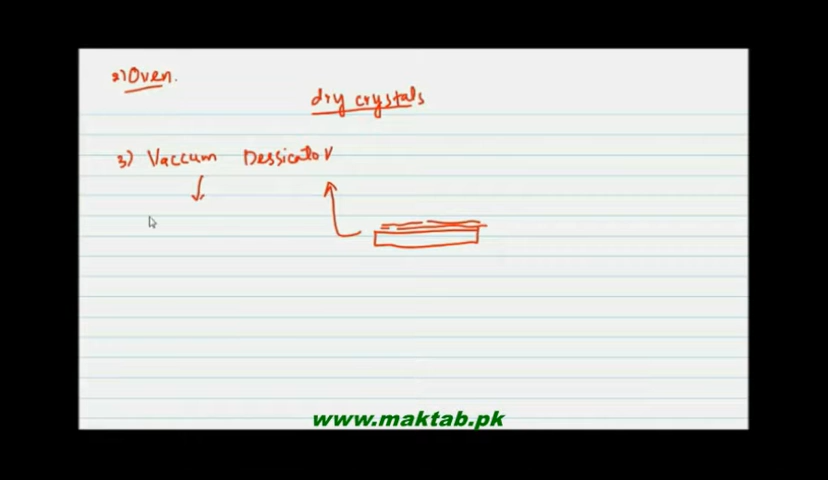 2) Oven.
dry crystals
3) Vaccum Dessicator
www.maktab.pk